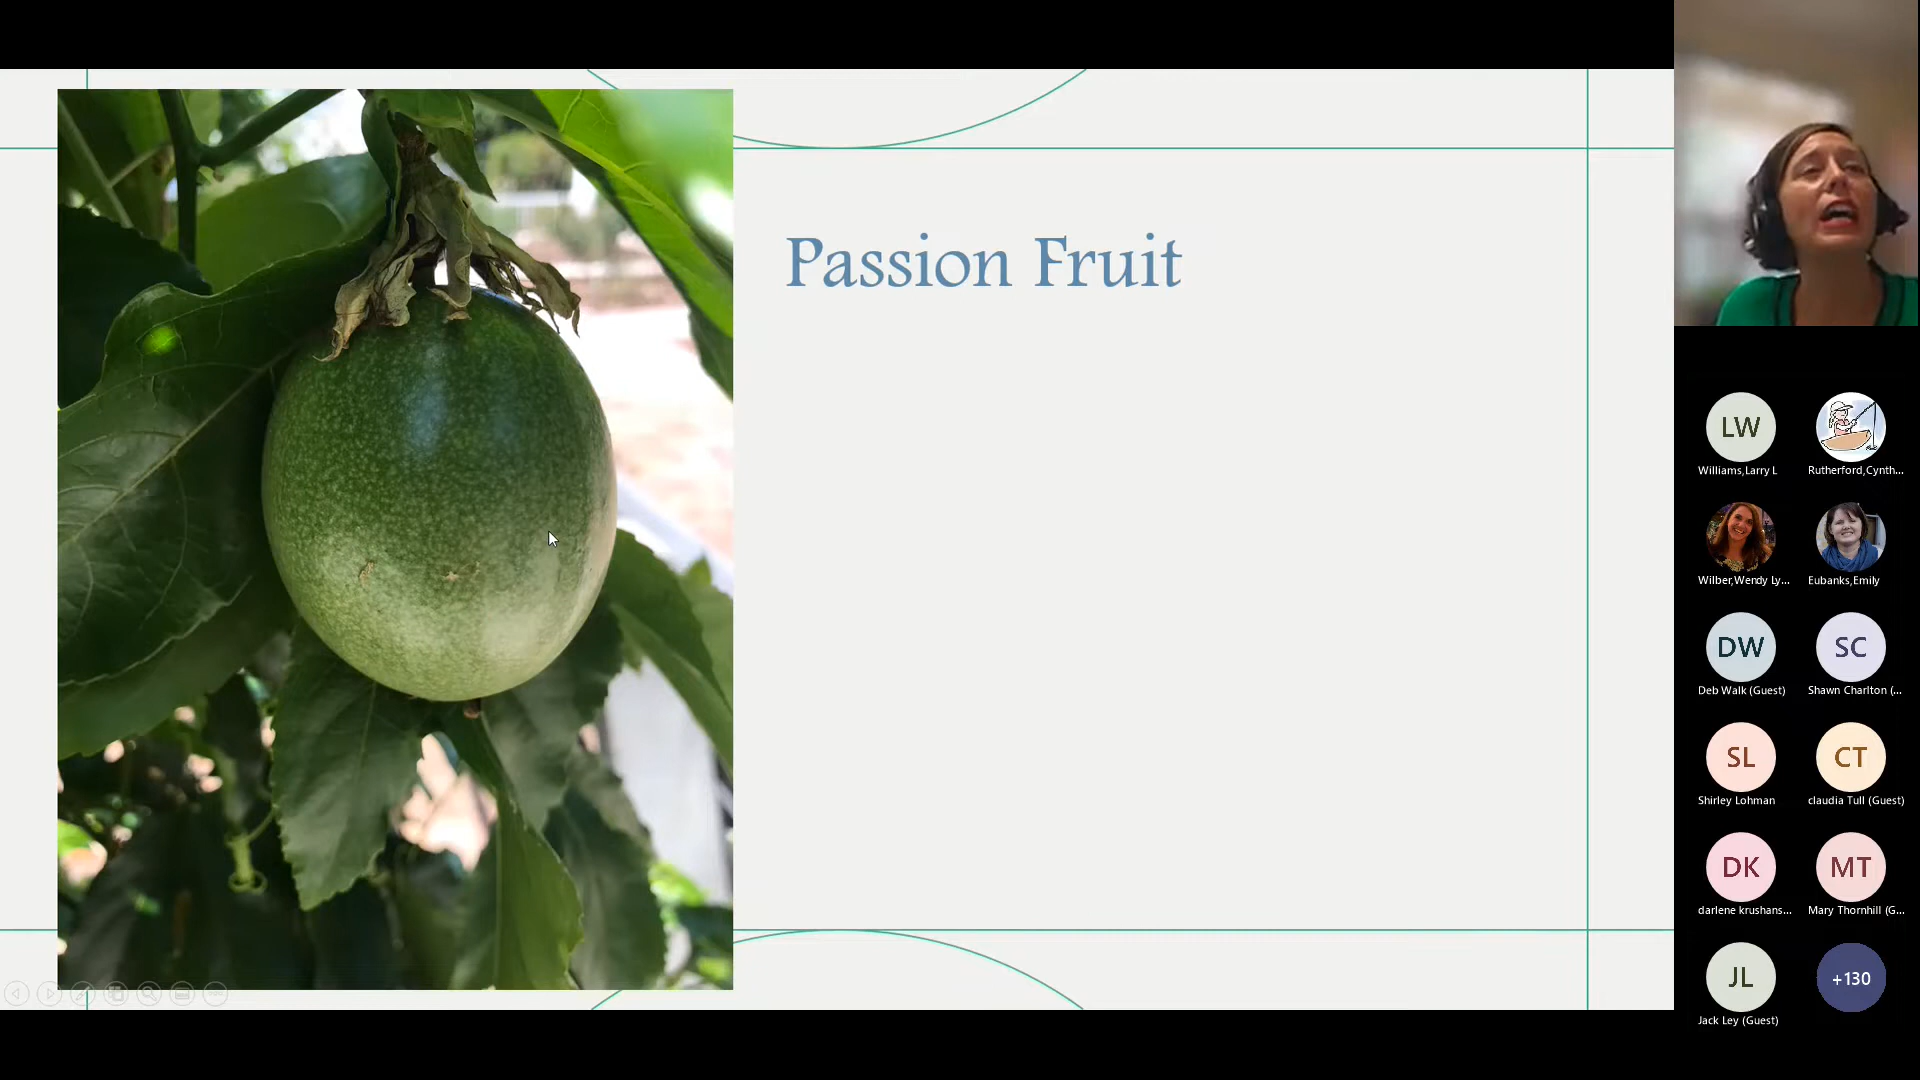 Passion Fruit
LW
Williams,Larry L
Rutherford,Cynth...
Wilber,Wendy Ly...
Eubanks,Emily
DW
SC
Deb Walk (Guest)
Shawn Charlton (...
SL
CT
Shirley Lohman
claudia Tull (Guest)
DK
MT
darlene krushans...
Mary Thornhill (G...
JL
+130
Jack Ley (Guest)